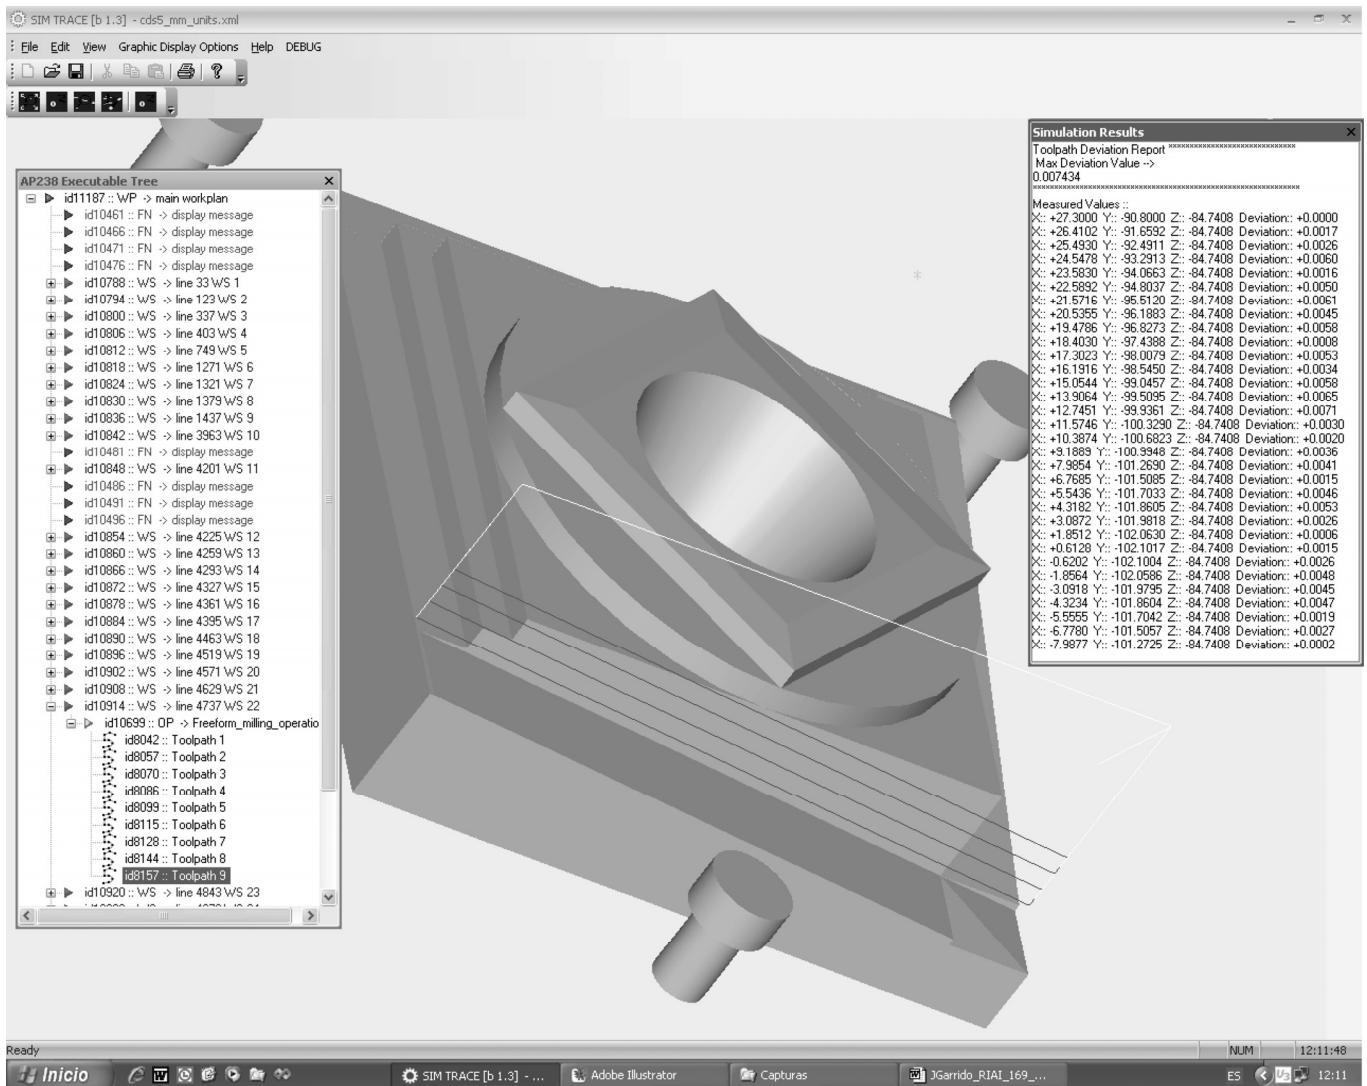 SIM TRACE [b 1.3] - cds5_mm_units.xml
File Edit View Graphic Display Options Help DEBUG
AP238 Executable Tree
id11187 :: WP -> main workplan
id10461 :: FN -> display message
id10466 :: FN -> display message
id10471 :: FN -> display message
id10476 :: FN -> display message
id10788 :: WS -> line 33 WS 1
id10794 :: WS -> line 123 WS 2
id10800 :: WS -> line 337 WS 3
id10806 :: WS -> line 403 WS 4
id10812 :: WS -> line 749 WS 5
id10818 :: WS -> line 1271 WS 6
id10824 :: WS -> line 1321 WS 7
id10830 :: WS -> line 1379 WS 8
id10836 :: WS -> line 1437 WS 9
id10842 :: WS -> line 3963 WS 10
id10481 :: FN -> display message
id10848 :: WS -> line 4201 WS 11
id10486 :: FN -> display message
id10491 :: FN -> display message
id10496 :: FN -> display message
id10854 :: WS -> line 4225 WS 12
id10860 :: WS -> line 4259 WS 13
id10866 :: WS -> line 4293 WS 14
id10872 :: WS -> line 4327 WS 15
id10878 :: WS -> line 4361 WS 16
id10884 :: WS -> line 4395 WS 17
id10890 :: WS -> line 4463 WS 18
id10896 :: WS -> line 4519 WS 19
id10902 :: WS -> line 4571 WS 20
id10908 :: WS -> line 4629 WS 21
id10914 :: WS -> line 4737 WS 22
id10699 :: OP -> Freeform_milling_operatio
id8042 :: Toolpath 1
id8057 :: Toolpath 2
id8070 :: Toolpath 3
id8086 :: Toolpath 4
id8099 :: Toolpath 5
id8115 :: Toolpath 6
id8128 :: Toolpath 7
id8144 :: Toolpath 8
id8157 :: Toolpath 9
id10920 :: WS -> line 4843 WS 23
Simulation Results
Toolpath Deviation Report
Max Deviation Value -->
0.007434
Measured Values ::
X:: +27.3000 Y:: -90.8000 Z:: -84.7408 Deviation:: +0.0000
X:: +26.4102 Y:: -91.6592 Z:: -84.7408 Deviation:: +0.0017
X:: +25.4930 Y:: -92.4911 Z:: -84.7408 Deviation:: +0.0026
X:: +24.5478 Y:: -93.2913 Z:: -84.7408 Deviation:: +0.0060
X:: +23.5830 Y:: -94.0663 Z:: -84.7408 Deviation:: +0.0016
X:: +22.5892 Y:: -94.8037 Z:: -84.7408 Deviation:: +0.0050
X:: +21.5716 Y:: -95.5120 Z:: -84.7408 Deviation:: +0.0061
X:: +20.5355 Y:: -96.1883 Z:: -84.7408 Deviation:: +0.0045
X:: +19.4786 Y:: -96.8273 Z:: -84.7408 Deviation:: +0.0058
X:: +18.4030 Y:: -97.4388 Z:: -84.7408 Deviation:: +0.0008
X:: +17.3023 Y:: -98.0079 Z:: -84.7408 Deviation:: +0.0053
X:: +16.1916 Y:: -98.5450 Z:: -84.7408 Deviation:: +0.0034
X:: +15.0544 Y:: -99.0457 Z:: -84.7408 Deviation:: +0.0058
X:: +13.9064 Y:: -99.5095 Z:: -84.7408 Deviation:: +0.0065
X:: +12.7451 Y:: -99.9361 Z:: -84.7408 Deviation:: +0.0071
X:: +11.5746 Y:: -100.3290 Z:: -84.7408 Deviation:: +0.0030
X:: +10.3874 Y:: -100.6823 Z:: -84.7408 Deviation:: +0.0020
X:: +9.1889 Y:: -100.9948 Z:: -84.7408 Deviation:: +0.0036
X:: +7.9854 Y:: -101.2690 Z:: -84.7408 Deviation:: +0.0041
X:: +6.7685 Y:: -101.5085 Z:: -84.7408 Deviation:: +0.0015
X:: +5.5436 Y:: -101.7033 Z:: -84.7408 Deviation:: +0.0046
X:: +4.3182 Y:: -101.8605 Z:: -84.7408 Deviation:: +0.0053
X:: +3.0872 Y:: -101.9818 Z:: -84.7408 Deviation:: +0.0026
X:: +1.8512 Y:: -102.0630 Z:: -84.7408 Deviation:: +0.0006
X:: +0.6128 Y:: -102.1017 Z:: -84.7408 Deviation:: +0.0015
X:: -0.6202 Y:: -102.1004 Z:: -84.7408 Deviation:: +0.0026
X:: -1.8564 Y:: -102.0586 Z:: -84.7408 Deviation:: +0.0048
X:: -3.0918 Y:: -101.9795 Z:: -84.7408 Deviation:: +0.0045
X:: -4.3234 Y:: -101.8604 Z:: -84.7408 Deviation:: +0.0047
X:: -5.5555 Y:: -101.7042 Z:: -84.7408 Deviation:: +0.0019
X:: -6.7780 Y:: -101.5057 Z:: -84.7408 Deviation:: +0.0027
X:: -7.9877 Y:: -101.2725 Z:: -84.7408 Deviation:: +0.0002
Ready NUM 12:11:48
Inicio SIM TRACE [b 1.3] - ... Adobe Illustrator Capturas JGarrido_RIAI_169_... ES 12:11